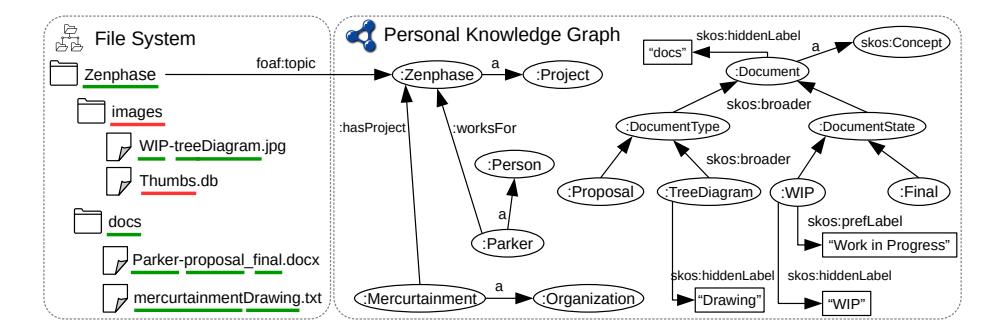 File System
Zenphase
images
WIP-treeDiagram.jpg
Thumbs.db
docs
Parker-proposal_final.docx
mercurtainmentDrawing.txt
foaf:topic
Personal Knowledge Graph
:Zenphase
a
:Project
:hasProject
:worksFor
:Person
a
:Parker
:Mercurtainment
a
:Organization
skos:hiddenLabel
"docs"
a
skos:Concept
:Document
skos:broader
:DocumentType
:DocumentState
skos:broader
:Proposal
:TreeDiagram
:WIP
:Final
skos:prefLabel
"Work in Progress"
skos:hiddenLabel
skos:hiddenLabel
"Drawing"
"WIP"